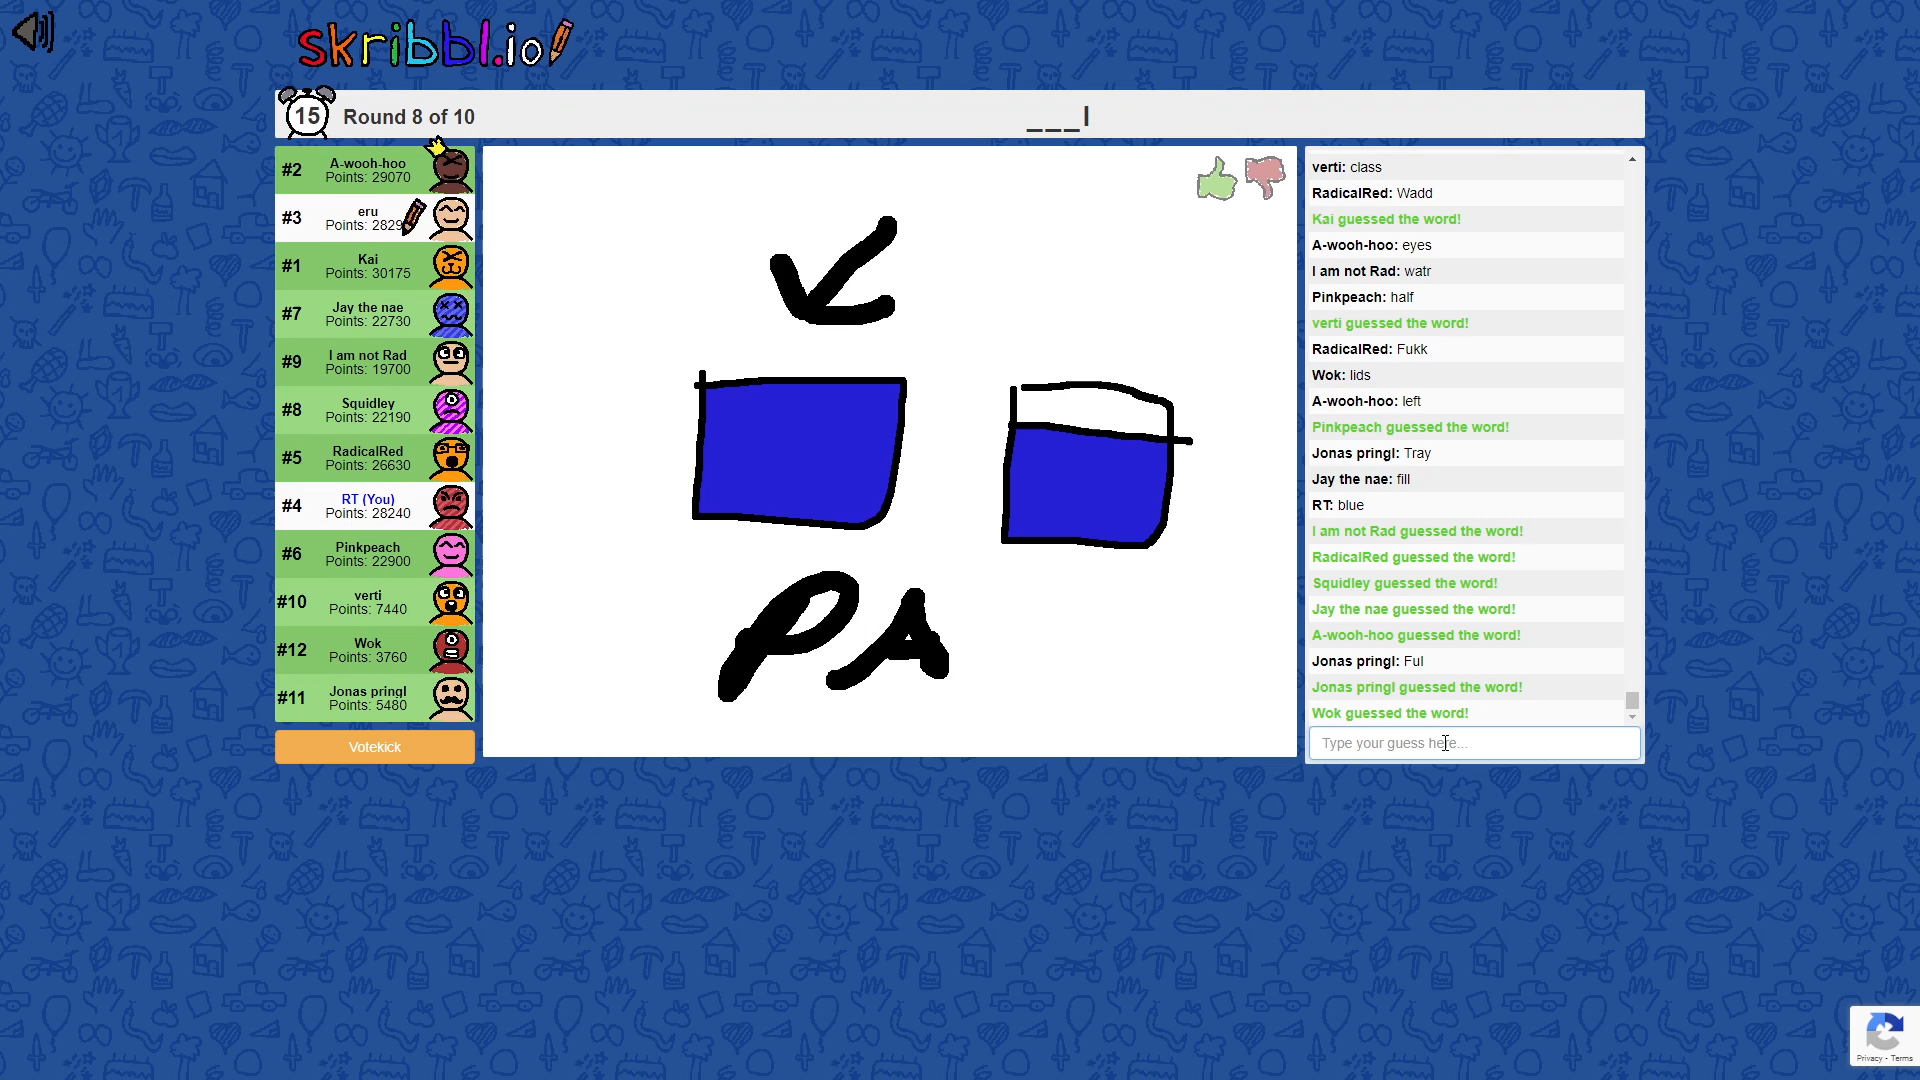 skribbl.io
15
Round 8 of 10
___l
#2
A-wooh-hoo
Points: 29070
#3
eru
Points: 2829
#1
Kai
Points: 30175
#7
Jay the nae
Points: 22730
#9
I am not Rad
Points: 19700
#8
Squidley
Points: 22190
#5
RadicalRed
Points: 26630
#4
RT (You)
Points: 28240
#6
Pinkpeach
Points: 22900
#10
verti
Points: 7440
#12
Wok
Points: 3760
#11
Jonas pringl
Points: 5480
Votekick
PA
verti: class
RadicalRed: Wadd
Kai guessed the word!
A-wooh-hoo: eyes
I am not Rad: watr
Pinkpeach: half
verti guessed the word!
RadicalRed: Fukk
Wok: lids
A-wooh-hoo: left
Pinkpeach guessed the word!
Jonas pringl: Tray
Jay the nae: fill
RT: blue
I am not Rad guessed the word!
RadicalRed guessed the word!
Squidley guessed the word!
Jay the nae guessed the word!
A-wooh-hoo guessed the word!
Jonas pringl: Ful
Jonas pringl guessed the word!
Wok guessed the word!
Type your guess here...
Privacy - Terms